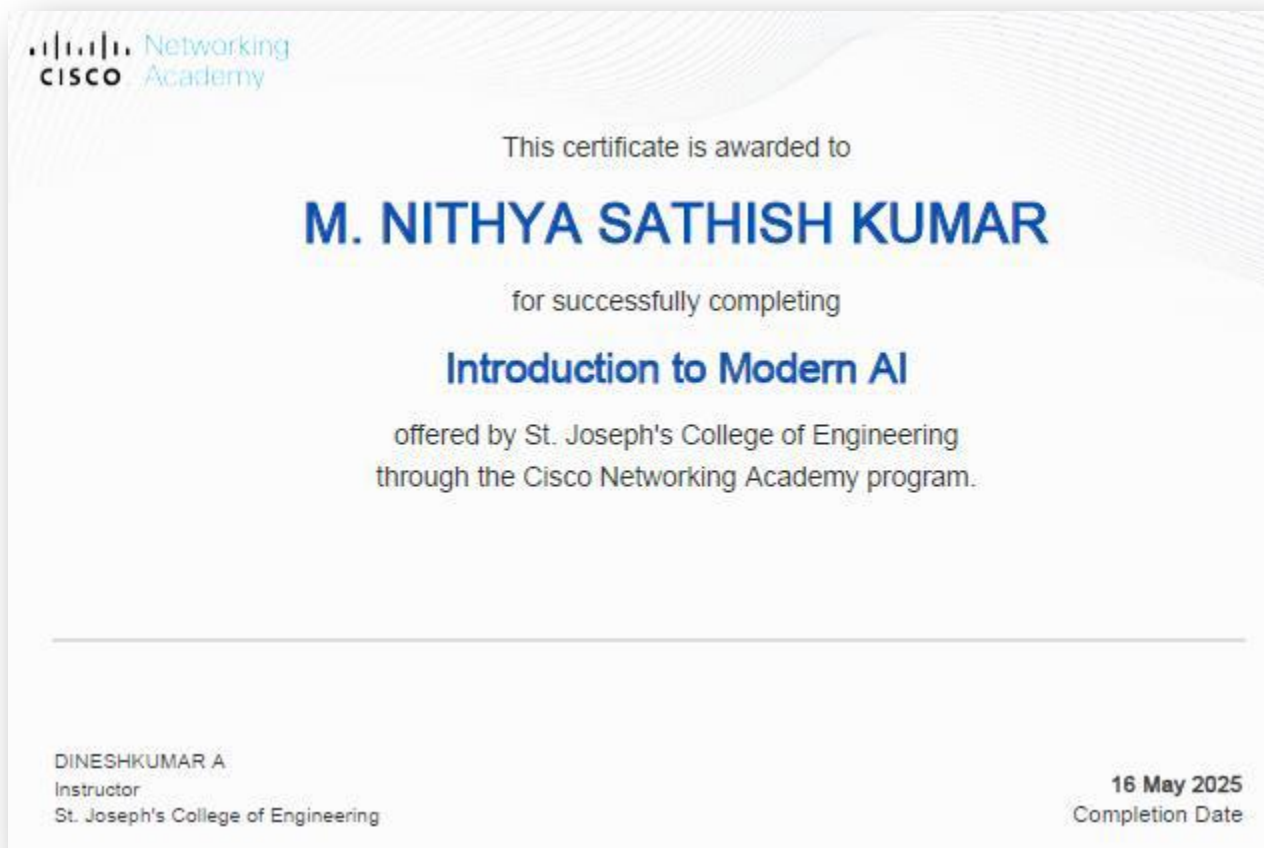 Networking
CISCO Academy
This certificate is awarded to
M. NITHYA SATHISH KUMAR
for successfully completing
Introduction to Modern AI
offered by St. Joseph's College of Engineering
through the Cisco Networking Academy program.
DINESHKUMAR A
Instructor
St. Joseph's College of Engineering
16 May 2025
Completion Date